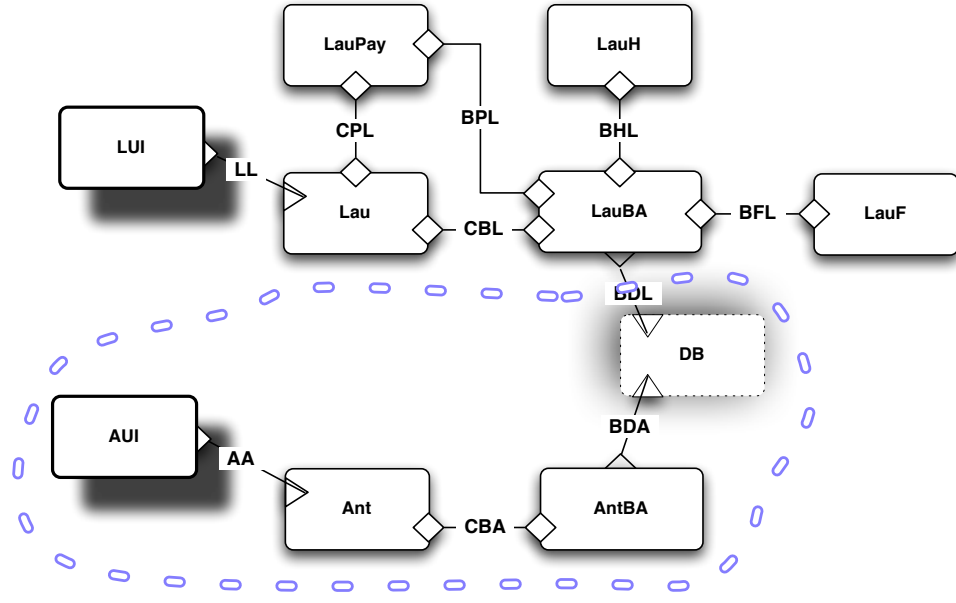 LauPay
LauH
CPL
BPL
BHL
LUI
LL
Lau
CBL
LauBA
BFL
LauF
BDL
DB
AUI
BDA
AA
Ant
CBA
AntBA